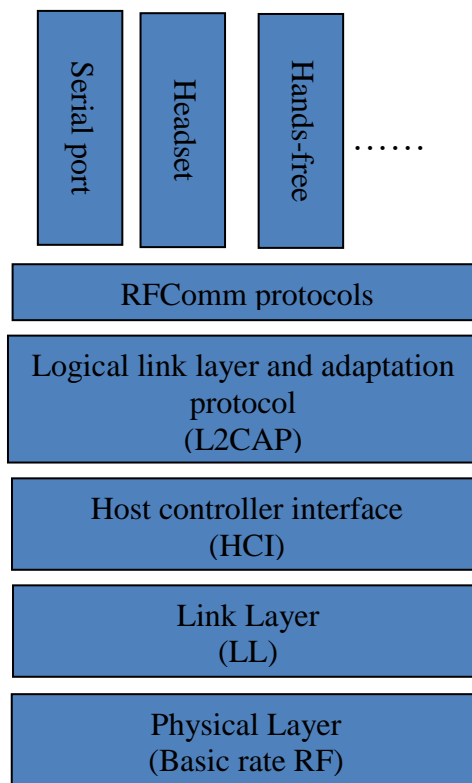 Serial port
Headset
Hands-free
……
RFComm protocols
Logical link layer and adaptation
protocol
(L2CAP)
Host controller interface
(HCI)
Link Layer
(LL)
Physical Layer
(Basic rate RF)